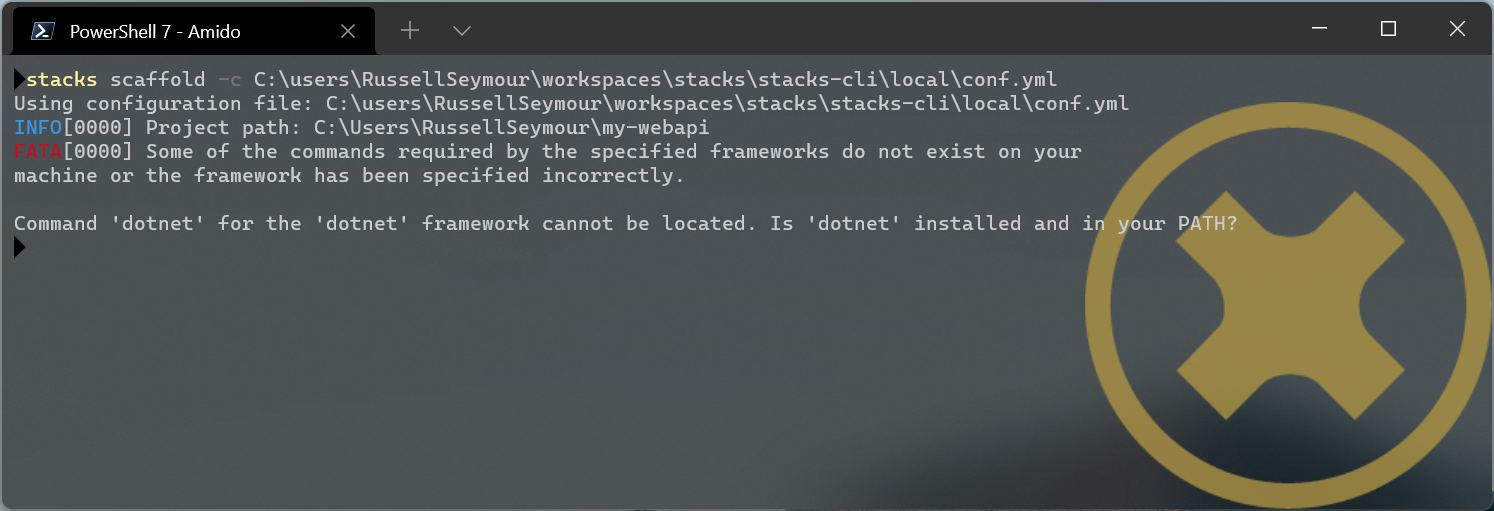 PowerShell 7 - Amido
stacks scaffold -c C:\users\RussellSeymour\workspaces\stacks\stacks-cli\local\conf.yml
Using configuration file: C:\users\RussellSeymour\workspaces\stacks\stacks-cli\local\conf.yml
INFO[0000] Project path: C:\Users\RussellSeymour\my-webapi
FATA[0000] Some of the commands required by the specified frameworks do not exist on your
machine or the framework has been specified incorrectly.
Command 'dotnet' for the 'dotnet' framework cannot be located. Is 'dotnet' installed and in your PATH?